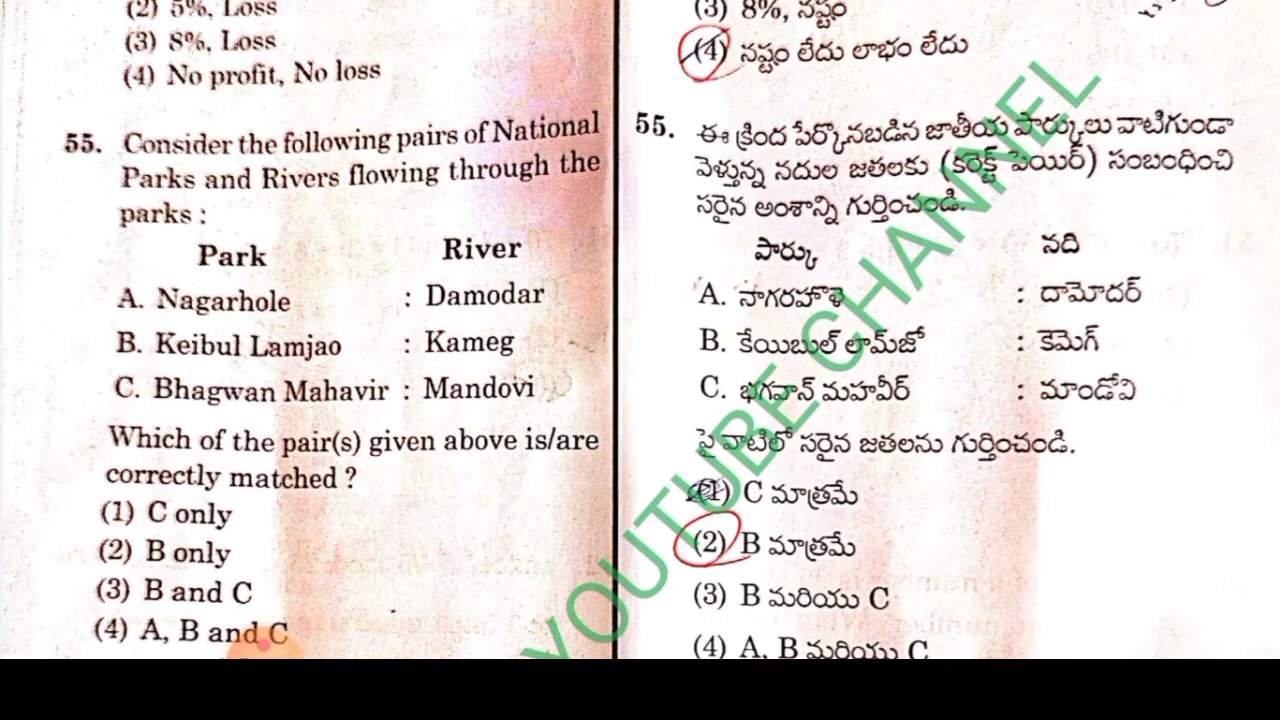 (2) 5%, Loss
(3) 8%, Loss
(4) No profit, No loss
55. Consider the following pairs of National
Parks and Rivers flowing through the
parks :
Park River
A. Nagarhole : Damodar
B. Keibul Lamjao : Kameg
C. Bhagwan Mahavir : Mandovi
Which of the pair(s) given above is/are
correctly matched ?
(1) C only
(2) B only
(3) B and C
(4) A, B and C
(3) 8%, నష్టం
(4) నష్టం లేదు లాభం లేదు
55. ఈ క్రింద పేర్కొనబడిన జాతీయ పార్కులు వాటిగుండా
వెళ్తున్న నదుల జతలకు (కరెక్ట్ పెయిర్) సంబంధించి
సరైన అంశాన్ని గుర్తించండి.
పార్కు నది
A. నాగరహొళె : దామోదర్
B. కేయిబుల్ లామ్‌జో : కెమెగ్
C. భగవాన్ మహవీర్ : మాండోవి
పై వాటిలో సరైన జతలను గుర్తించండి.
(1) C మాత్రమే
(2) B మాత్రమే
(3) B మరియు C
(4) A, B మరియు C
YOUTUBE CHANNEL